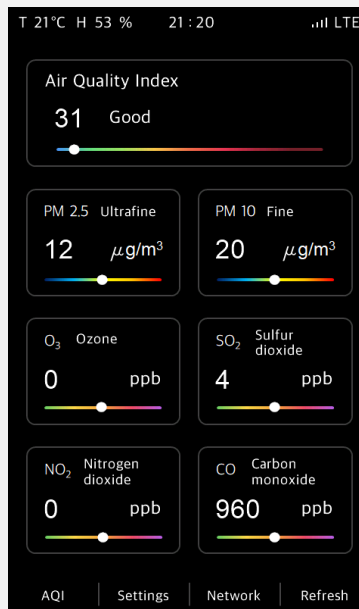 T 21°C H 53 % 21:20 LTE
Air Quality Index
31 Good
PM 2.5 Ultrafine
12 μg/m³
PM 10 Fine
20 μg/m³
O₃ Ozone
0 ppb
SO₂ Sulfur
dioxide
4 ppb
NO₂ Nitrogen
dioxide
0 ppb
CO Carbon
monoxide
960 ppb
AQI Settings Network Refresh